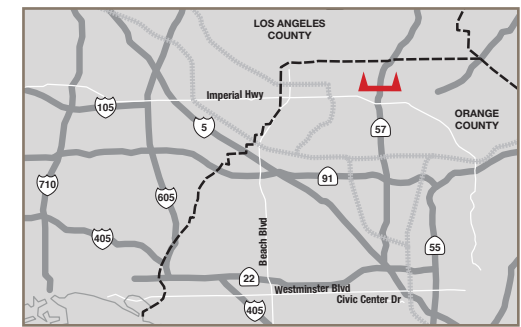 LOS ANGELES
COUNTY
Imperial Hwy
105
5
57
ORANGE
COUNTY
91
710
605
405
55
Beach Blvd
22
Westminster Blvd
Civic Center Dr
405